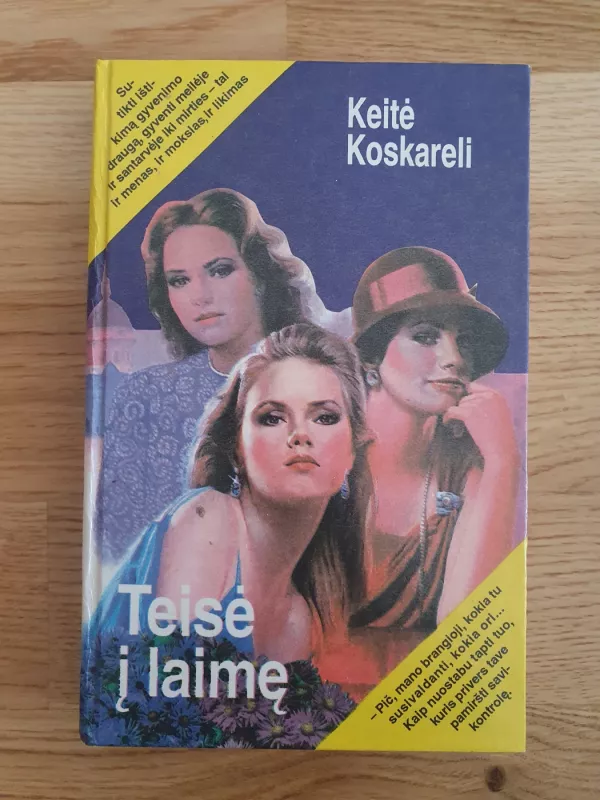 Su-
tikti išti-
kimą gyvenimo
draugą, gyventi meilėje
ir santarvėje iki mirties – tai
ir menas, ir mokslas, ir likimas
Keitė
Koskareli
Teisė
į laimę
– Pič, mano brangioji, kokia tu
susivaldanti, kokia ori...
Kaip nuostabu tapti tuo,
kuris privers tave
pamiršti savi-
kontrolę.